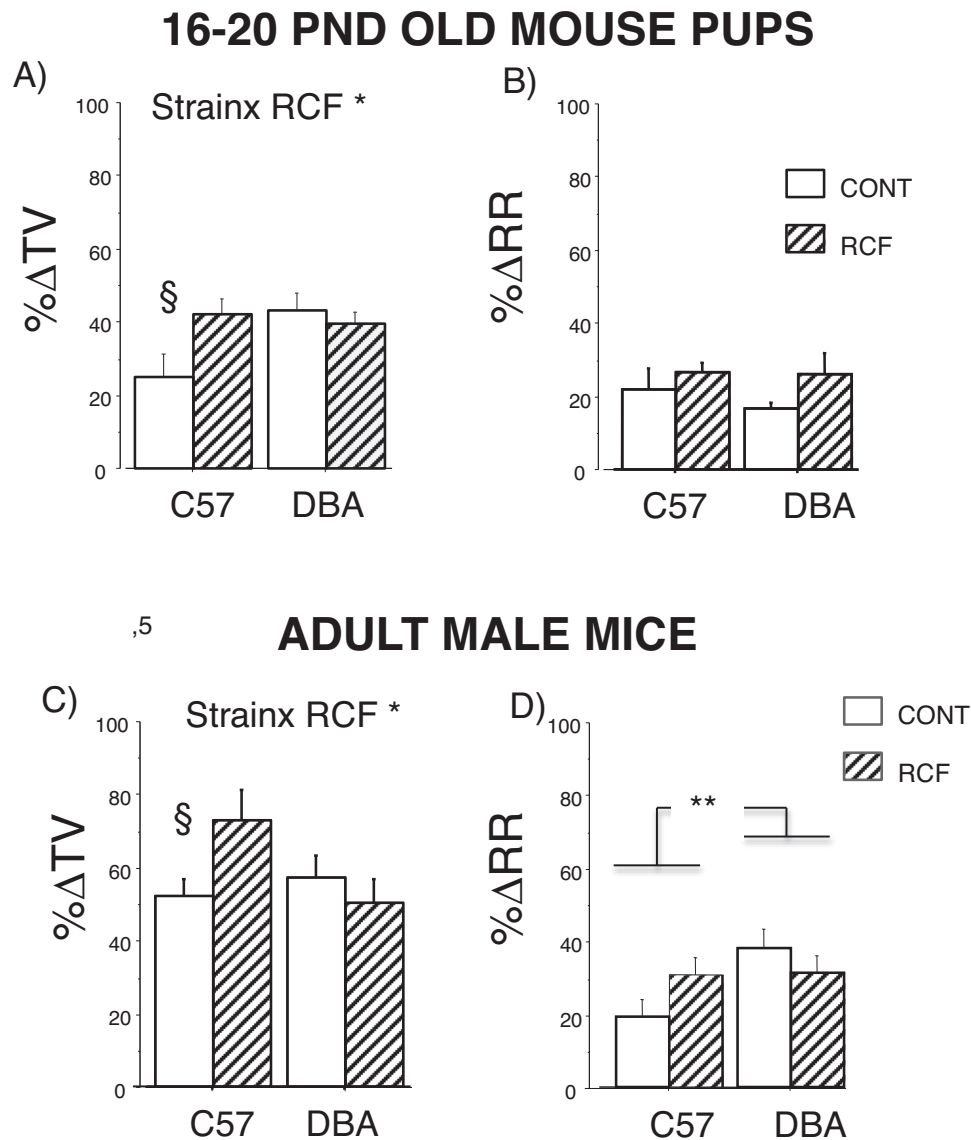 16-20 PND OLD MOUSE PUPS
A)
Strainx RCF *
%ΔTV
100
80
60
40
20
0
§
C57 DBA
B)
%ΔRR
100
80
60
40
20
0
CONT
RCF
C57 DBA
,5
ADULT MALE MICE
C)
Strainx RCF *
%ΔTV
100
80
60
40
20
0
§
C57 DBA
D)
%ΔRR
100
80
60
40
20
0
**
CONT
RCF
C57 DBA